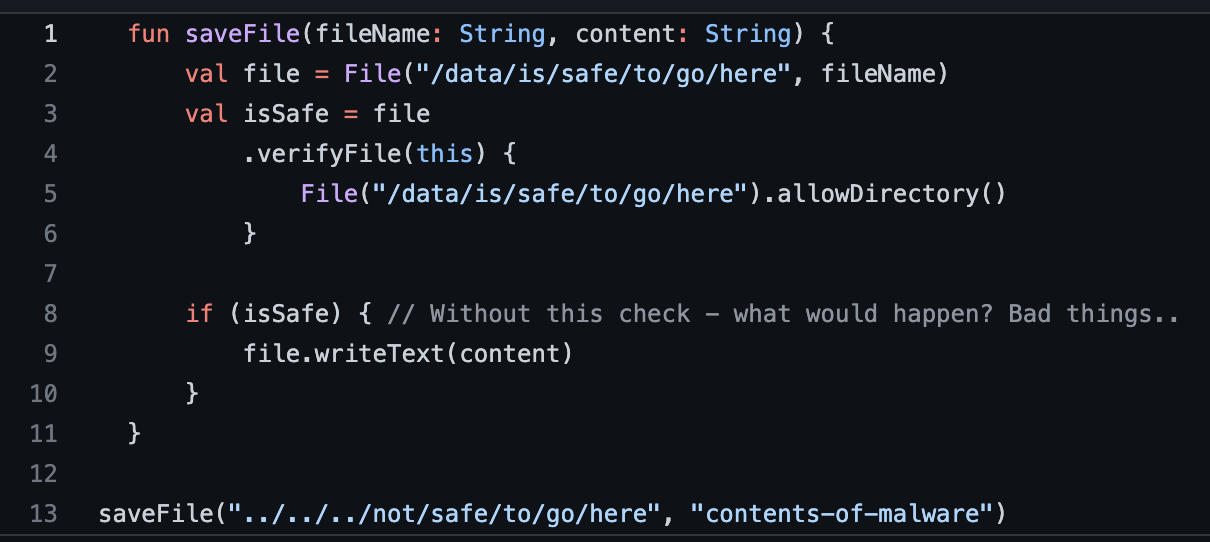 1 fun saveFile(fileName: String, content: String) {
2 val file = File("/data/is/safe/to/go/here", fileName)
3 val isSafe = file
4 .verifyFile(this) {
5 File("/data/is/safe/to/go/here").allowDirectory()
6 }
7
8 if (isSafe) { // Without this check – what would happen? Bad things..
9 file.writeText(content)
10 }
11 }
12
13 saveFile("../../../not/safe/to/go/here", "contents-of-malware")